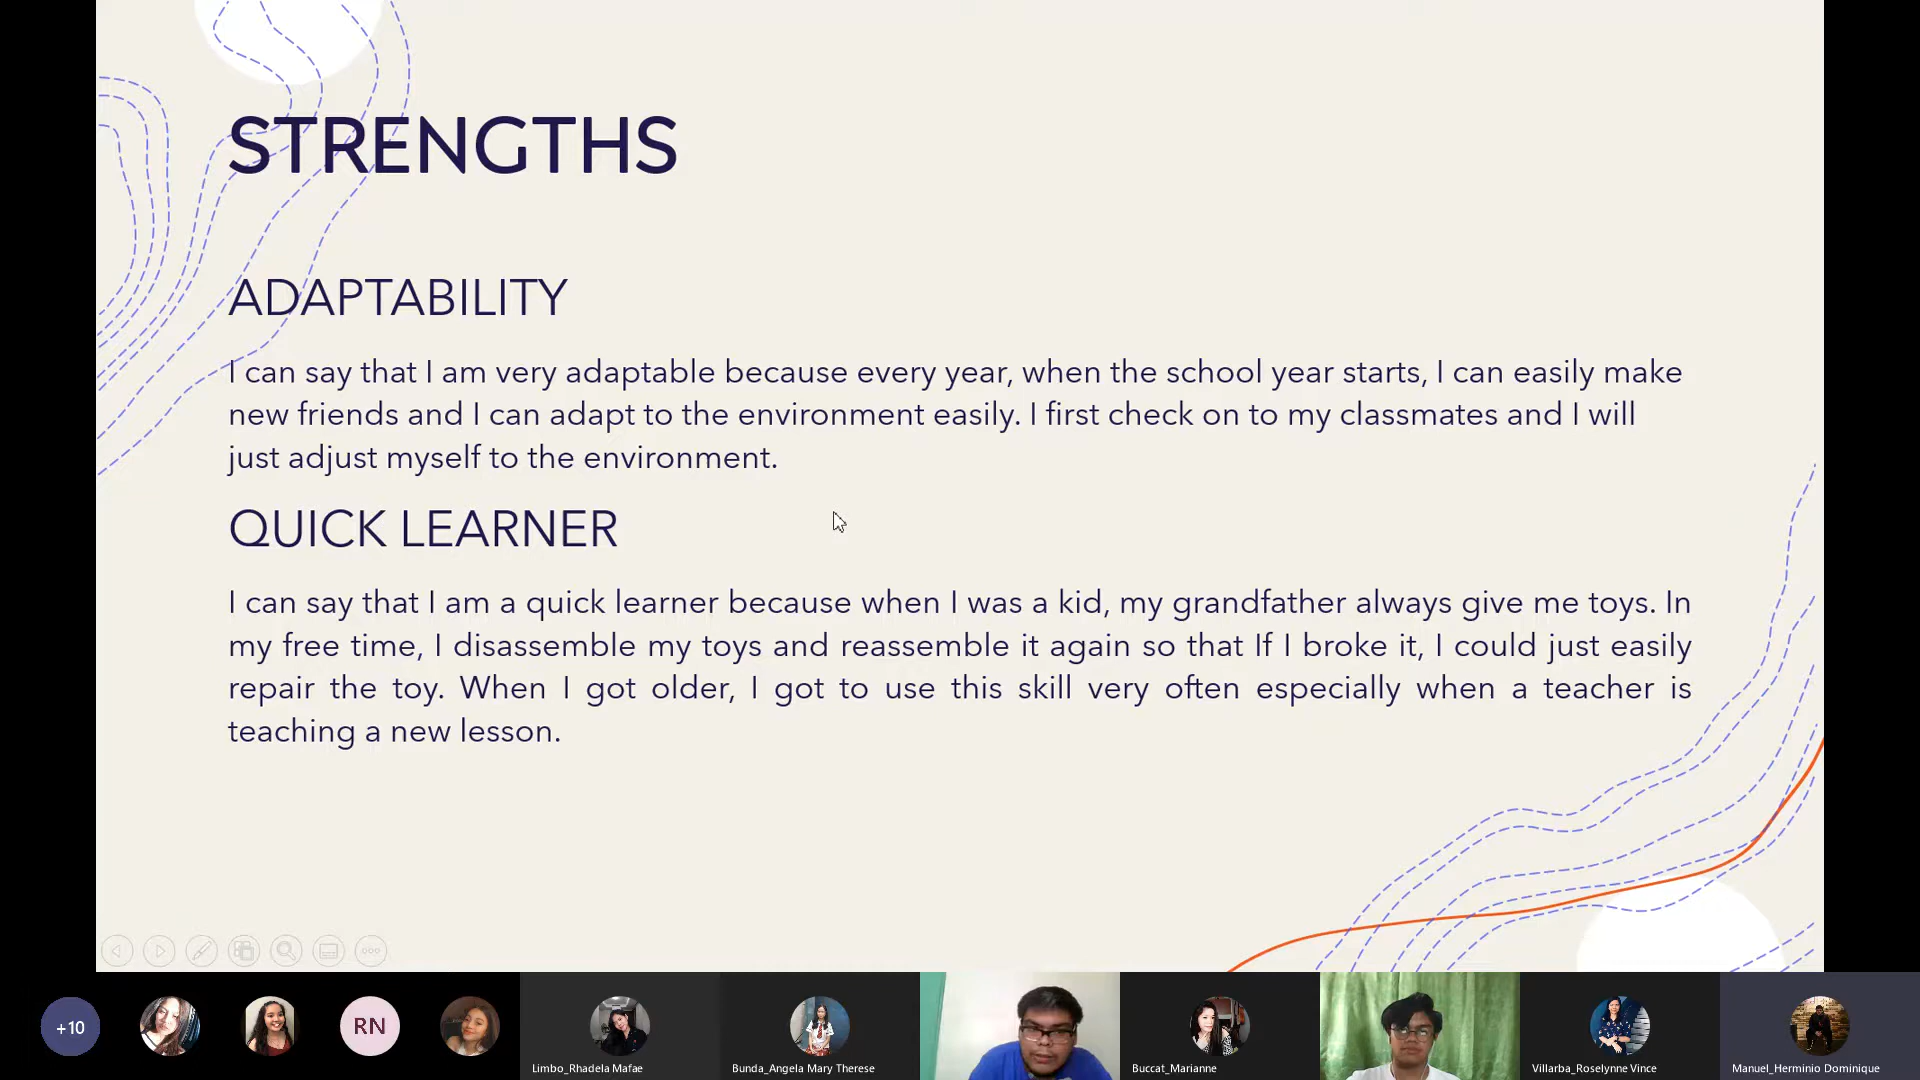 STRENGTHS
ADAPTABILITY
I can say that I am very adaptable because every year, when the school year starts, I can easily make
new friends and I can adapt to the environment easily. I first check on to my classmates and I will
just adjust myself to the environment.
QUICK LEARNER
I can say that I am a quick learner because when I was a kid, my grandfather always give me toys. In
my free time, I disassemble my toys and reassemble it again so that If I broke it, I could just easily
repair the toy. When I got older, I got to use this skill very often especially when a teacher is
teaching a new lesson.
+10
RN
Limbo_Rhadela Mafae
Bunda_Angela Mary Therese
Buccat_Marianne
Villarba_Roselynne Vince
Manuel_Herminio Dominique